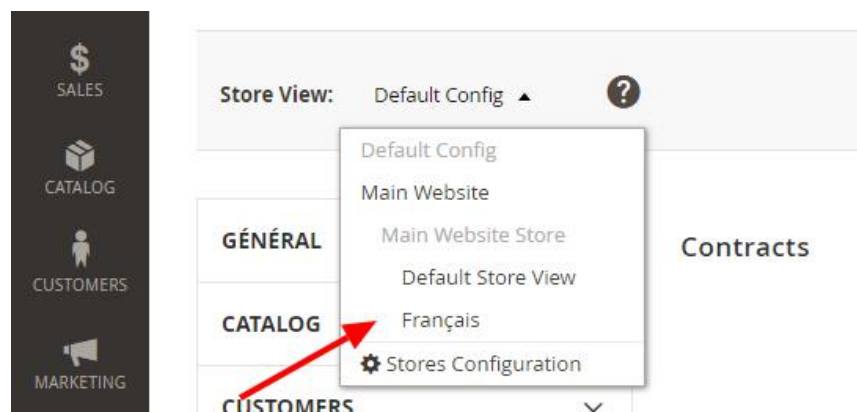 SALES
CATALOG
CUSTOMERS
MARKETING
Store View: Default Config
Default Config
Main Website
Main Website Store
Default Store View
Français
Stores Configuration
GÉNÉRAL
CATALOG
CUSTOMERS
Contracts